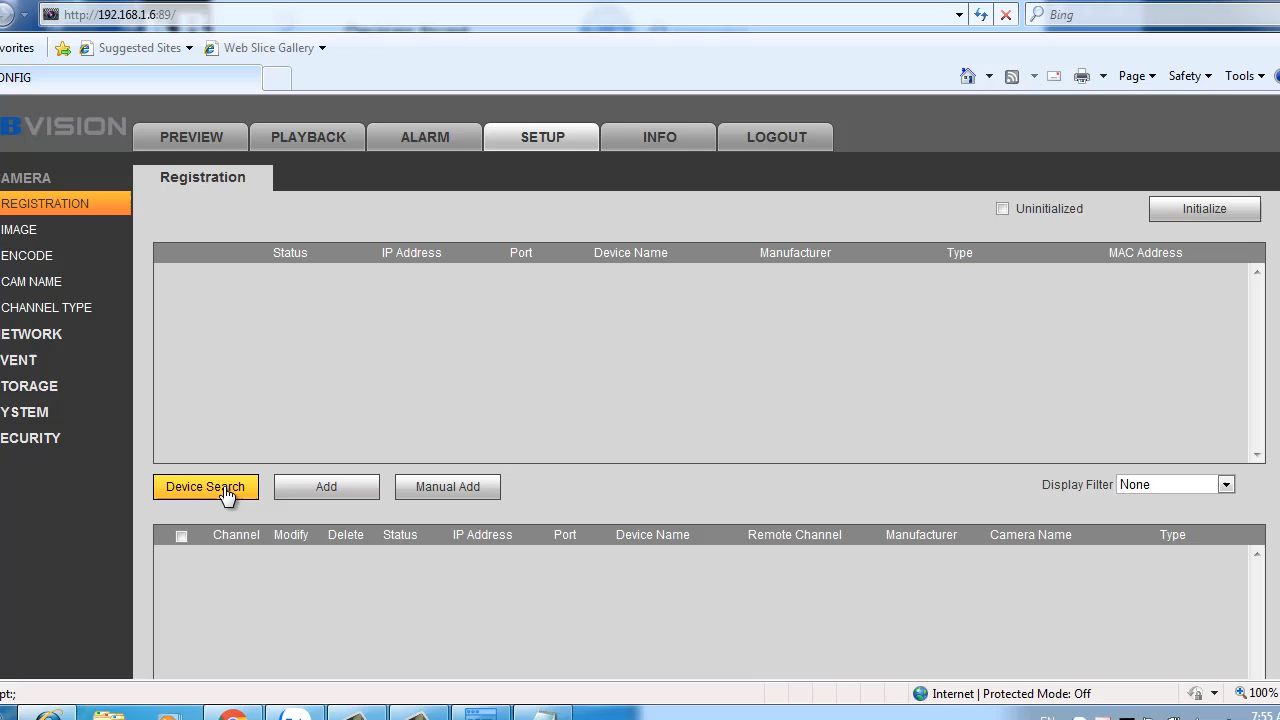 http://192.168.1.6:89/
Bing
vorites
Suggested Sites
Web Slice Gallery
ONFIG
Page
Safety
Tools
BVISION
PREVIEW
PLAYBACK
ALARM
SETUP
INFO
LOGOUT
AMERA
REGISTRATION
IMAGE
ENCODE
CAM NAME
CHANNEL TYPE
ETWORK
VENT
TORAGE
YSTEM
ECURITY
Registration
Uninitialized
Initialize
Status IP Address Port Device Name Manufacturer Type MAC Address
Device Search
Add
Manual Add
Display Filter None
Channel Modify Delete Status IP Address Port Device Name Remote Channel Manufacturer Camera Name Type
pt;
Internet | Protected Mode: Off
100%
EN
7:55